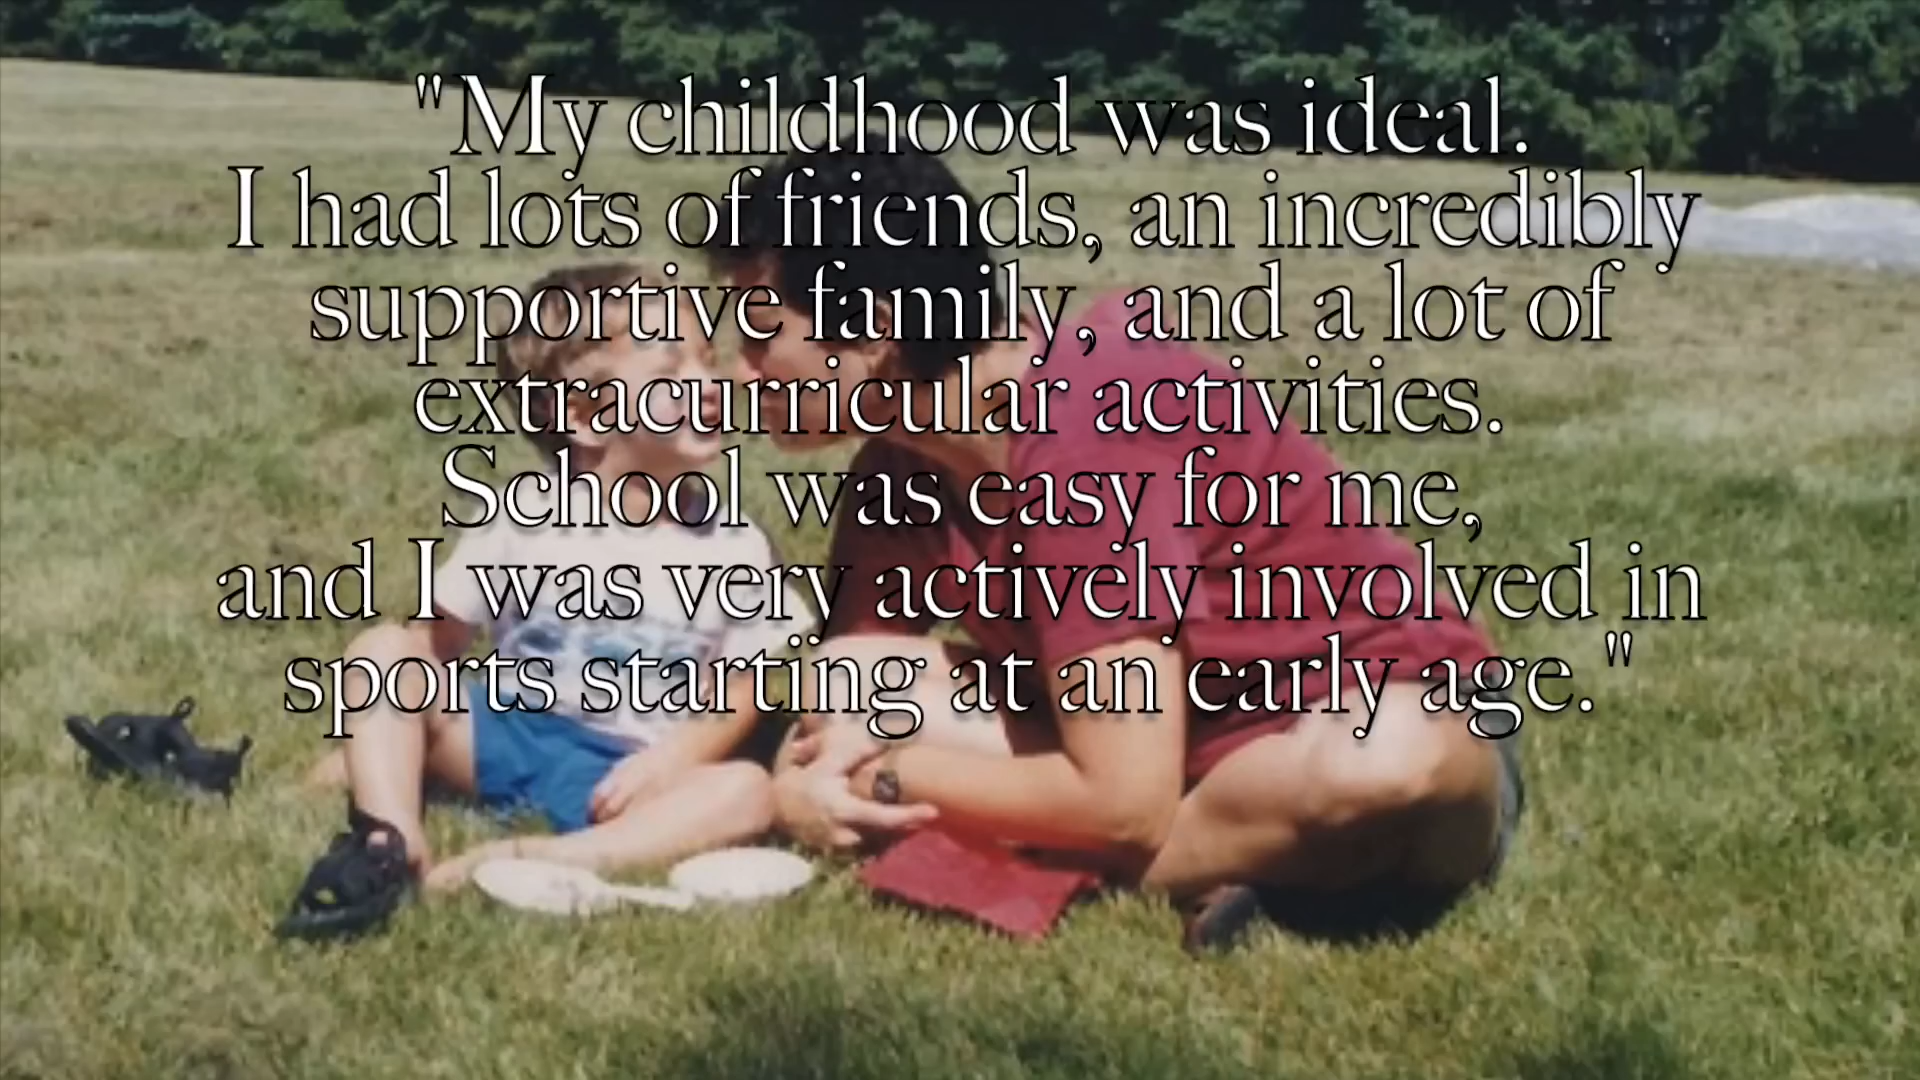 "My childhood was ideal.
I had lots of friends, an incredibly
supportive family, and a lot of
extracurricular activities.
School was easy for me,
and I was very actively involved in
sports starting at an early age."